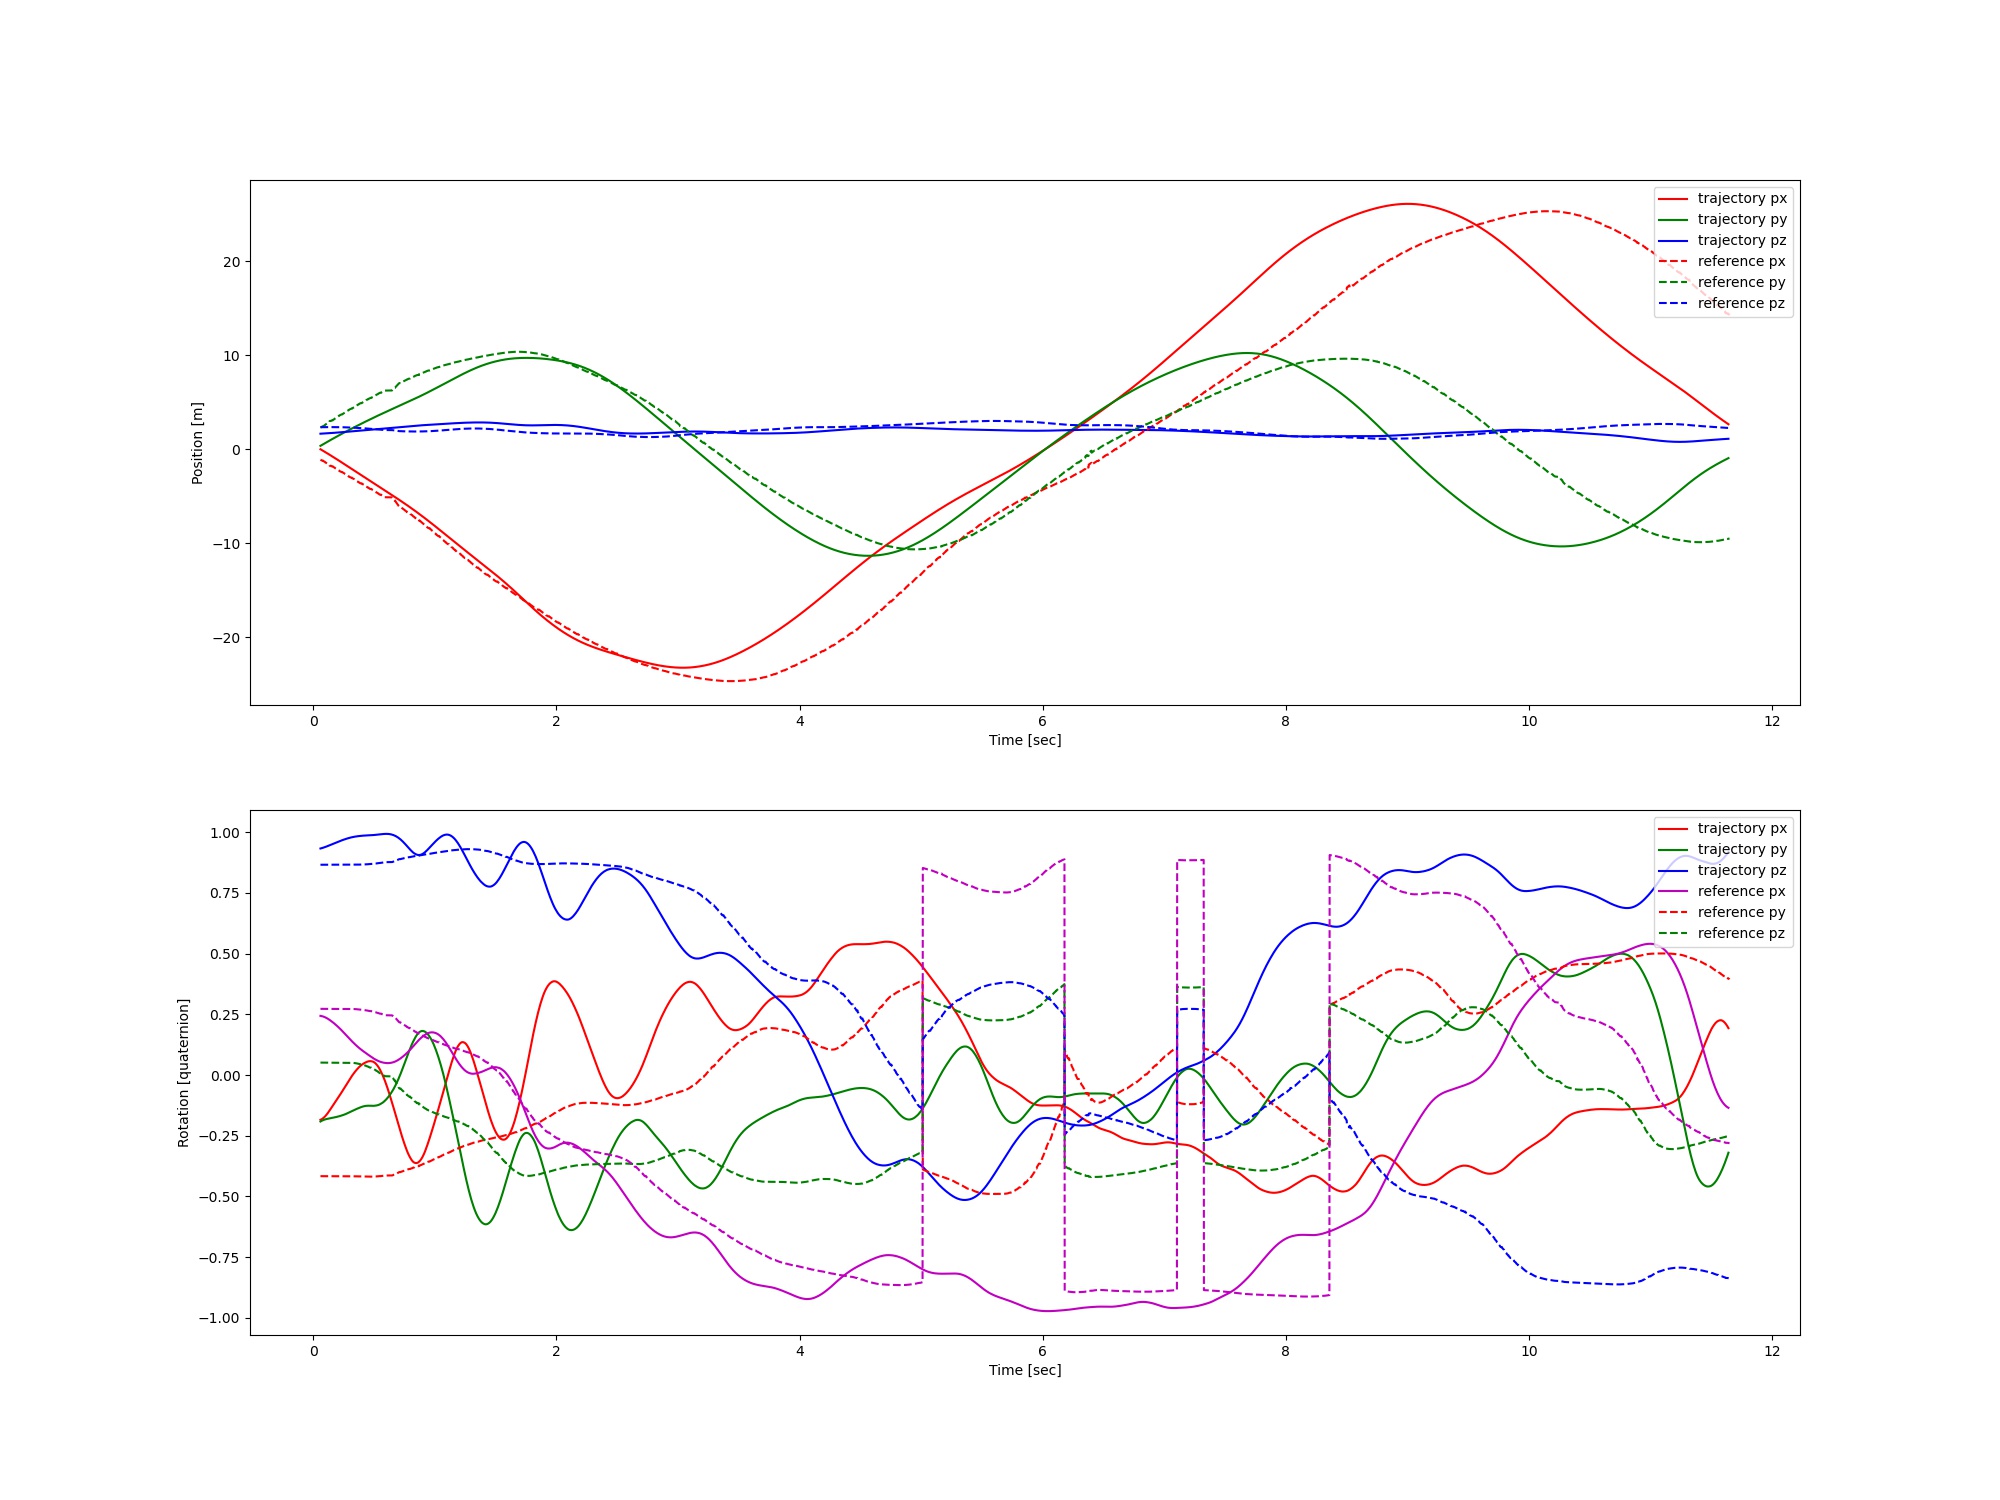 20
10
0
−10
−20
Position [m]
trajectory px
trajectory py
trajectory pz
reference px
reference py
reference pz
0 2 4 6 8 10 12
Time [sec]
1.00
0.75
0.50
0.25
0.00
−0.25
−0.50
−0.75
−1.00
Rotation [quaternion]
trajectory px
trajectory py
trajectory pz
reference px
reference py
reference pz
0 2 4 6 8 10 12
Time [sec]